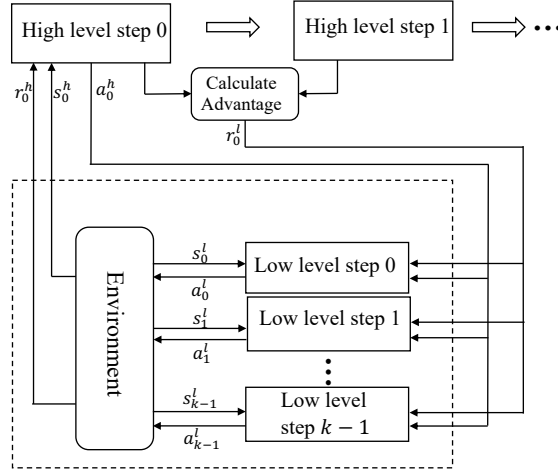 High level step 0
High level step 1
...
r_0^h
s_0^h
a_0^h
Calculate
Advantage
r_0^l
Environment
s_0^l
a_0^l
Low level step 0
s_1^l
a_1^l
Low level step 1
⋮
s_{k-1}^l
a_{k-1}^l
Low level
step k − 1